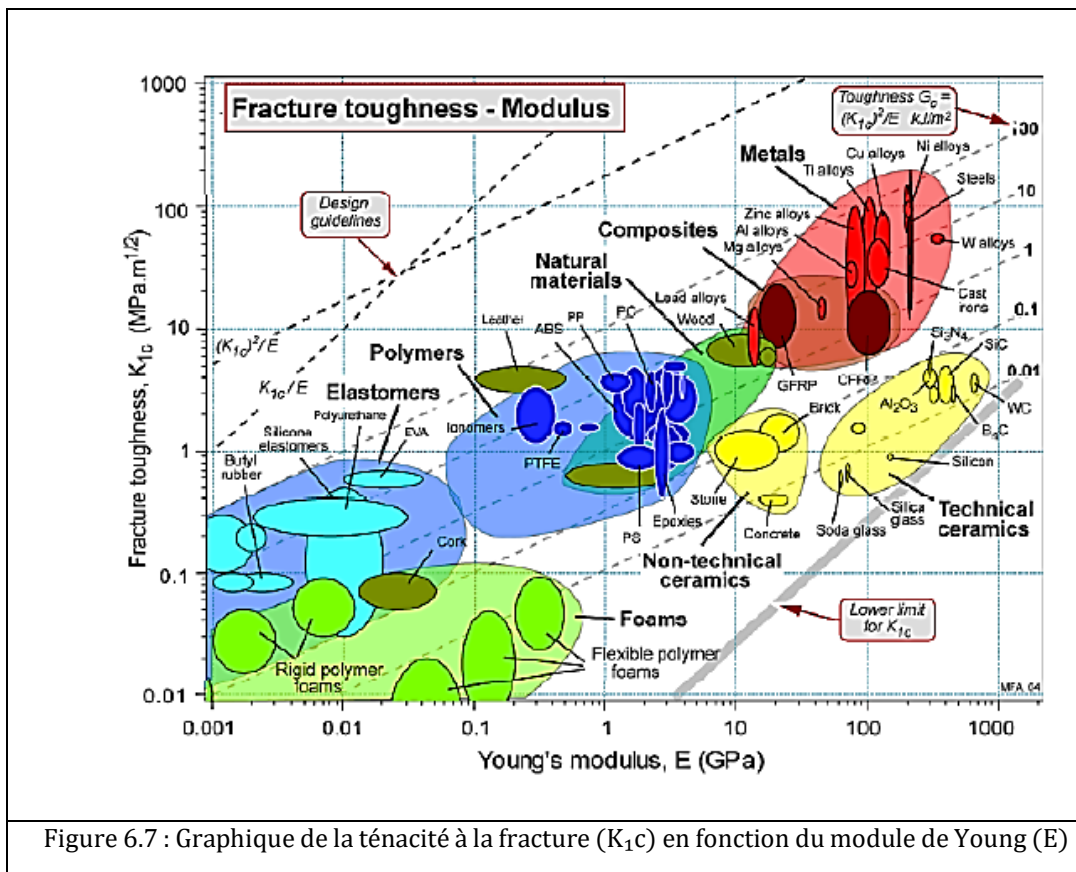 Fracture toughness - Modulus
Toughness Gc =
(K1c)²/E kJ/m²
Design
guidelines
Metals
Composites
Natural
materials
Polymers
Elastomers
Foams
Non-technical
ceramics
Technical
ceramics
Lower limit
for K1c
(K1c)²/E
K1c/E
Ti alloys
Cu alloys
Ni alloys
Steels
W alloys
Cast
irons
Zinc alloys
Al alloys
Mg alloys
Lead alloys
Wood
GFRP
CFRP
Leather
ABS
PP
PC
Ionomers
PTFE
EVA
Polyurethane
Silicone
elastomers
Butyl
rubber
Cork
PS
Epoxies
Stone
Brick
Concrete
Si3N4
SiC
Al2O3
B4C
WC
Silicon
Silica
glass
Soda glass
Rigid polymer
foams
Flexible polymer
foams
100
10
1
0.1
0.01
MFA, 04
Fracture toughness, K1c (MPa.m1/2)
1000
100
10
1
0.1
0.01
0.001
0.01
0.1
1
10
100
1000
Young's modulus, E (GPa)
Figure 6.7 : Graphique de la ténacité à la fracture (K₁c) en fonction du module de Young (E)